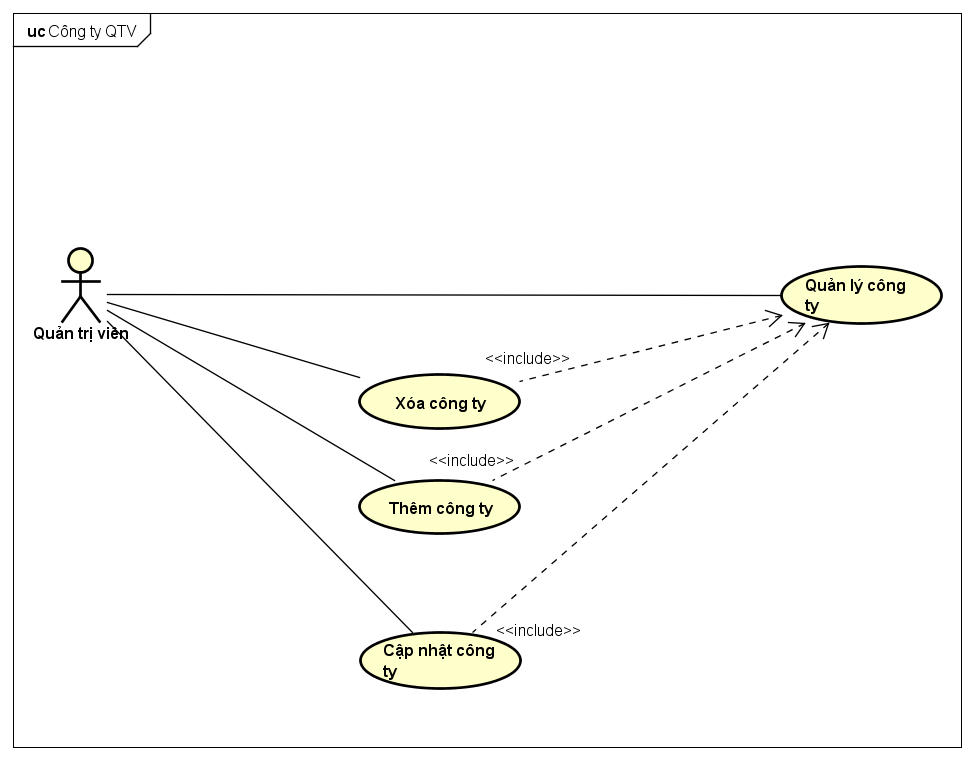 uc Công ty QTV
Quản lý công
ty
Quản trị viên
<<include>>
Xóa công ty
<<include>>
Thêm công ty
<<include>>
Cập nhật công
ty